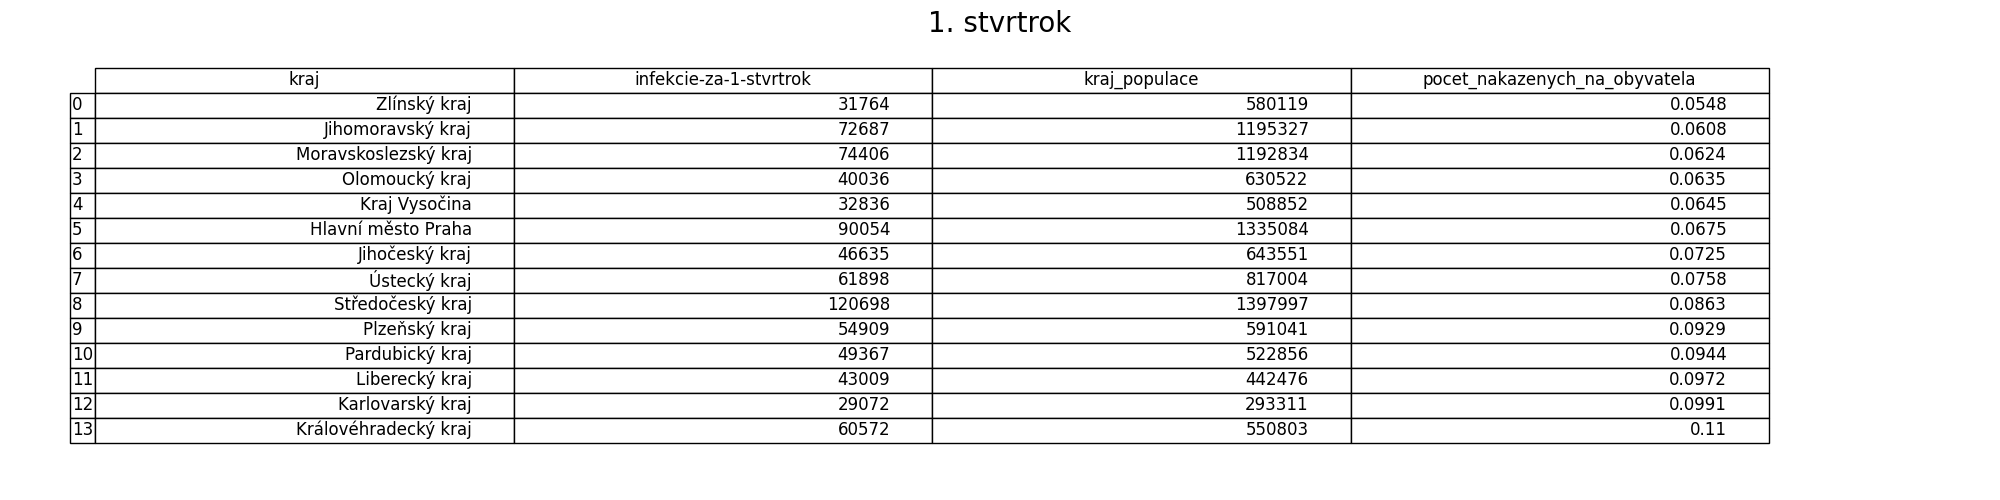 1. stvrtrok
kraj infekcie-za-1-stvrtrok kraj_populace pocet_nakazenych_na_obyvatela
0 Zlínský kraj 31764 580119 0.0548
1 Jihomoravský kraj 72687 1195327 0.0608
2 Moravskoslezský kraj 74406 1192834 0.0624
3 Olomoucký kraj 40036 630522 0.0635
4 Kraj Vysočina 32836 508852 0.0645
5 Hlavní město Praha 90054 1335084 0.0675
6 Jihočeský kraj 46635 643551 0.0725
7 Ústecký kraj 61898 817004 0.0758
8 Středočeský kraj 120698 1397997 0.0863
9 Plzeňský kraj 54909 591041 0.0929
10 Pardubický kraj 49367 522856 0.0944
11 Liberecký kraj 43009 442476 0.0972
12 Karlovarský kraj 29072 293311 0.0991
13 Královéhradecký kraj 60572 550803 0.11